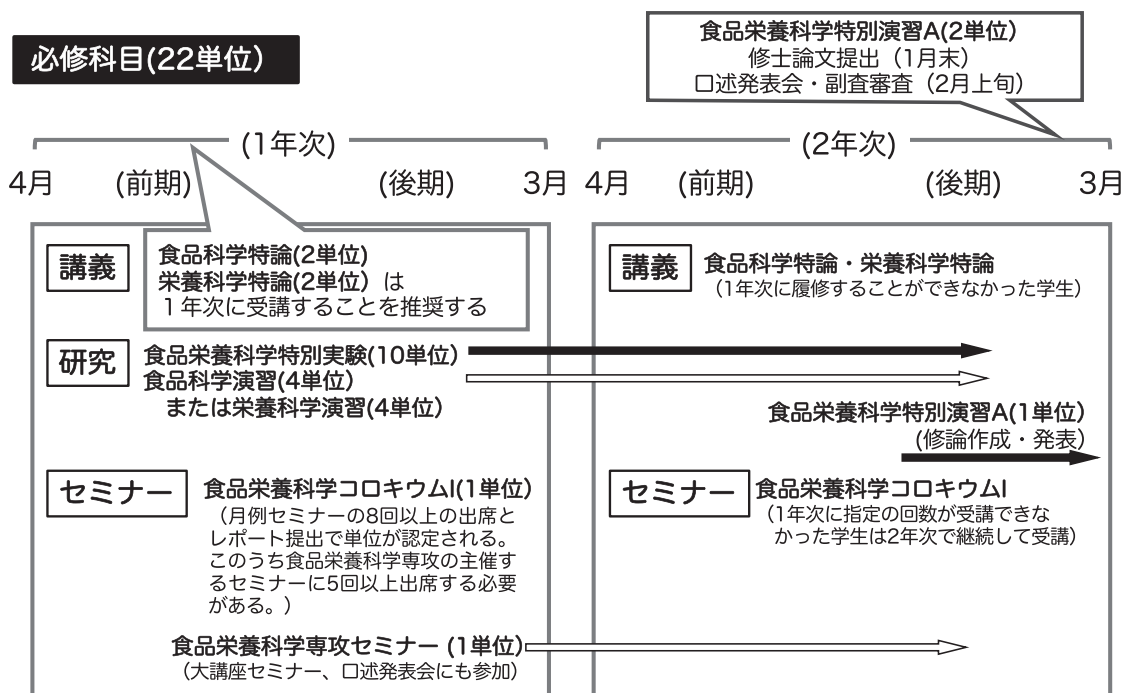 必修科目(22単位)
食品栄養科学特別演習A(2単位)
修士論文提出（1月末）
口述発表会・副査審査（2月上旬）
(1年次)
4月 (前期) (後期) 3月
(2年次)
4月 (前期) (後期) 3月
講義
食品科学特論(2単位)
栄養科学特論(2単位）は
１年次に受講することを推奨する
研究
食品栄養科学特別実験(10単位)
食品科学演習(4単位)
または栄養科学演習(4単位)
セミナー
食品栄養科学コロキウムI(1単位)
（月例セミナーの8回以上の出席と
レポート提出で単位が認定される。
このうち食品栄養科学専攻の主催す
るセミナーに5回以上出席する必要
がある。）
食品栄養科学専攻セミナー (1単位)
（大講座セミナー、口述発表会にも参加）
講義
食品科学特論・栄養科学特論
（1年次に履修することができなかった学生）
食品栄養科学特別演習A(1単位)
(修論作成・発表)
セミナー
食品栄養科学コロキウムI
（1年次に指定の回数が受講できな
かった学生は2年次で継続して受講）